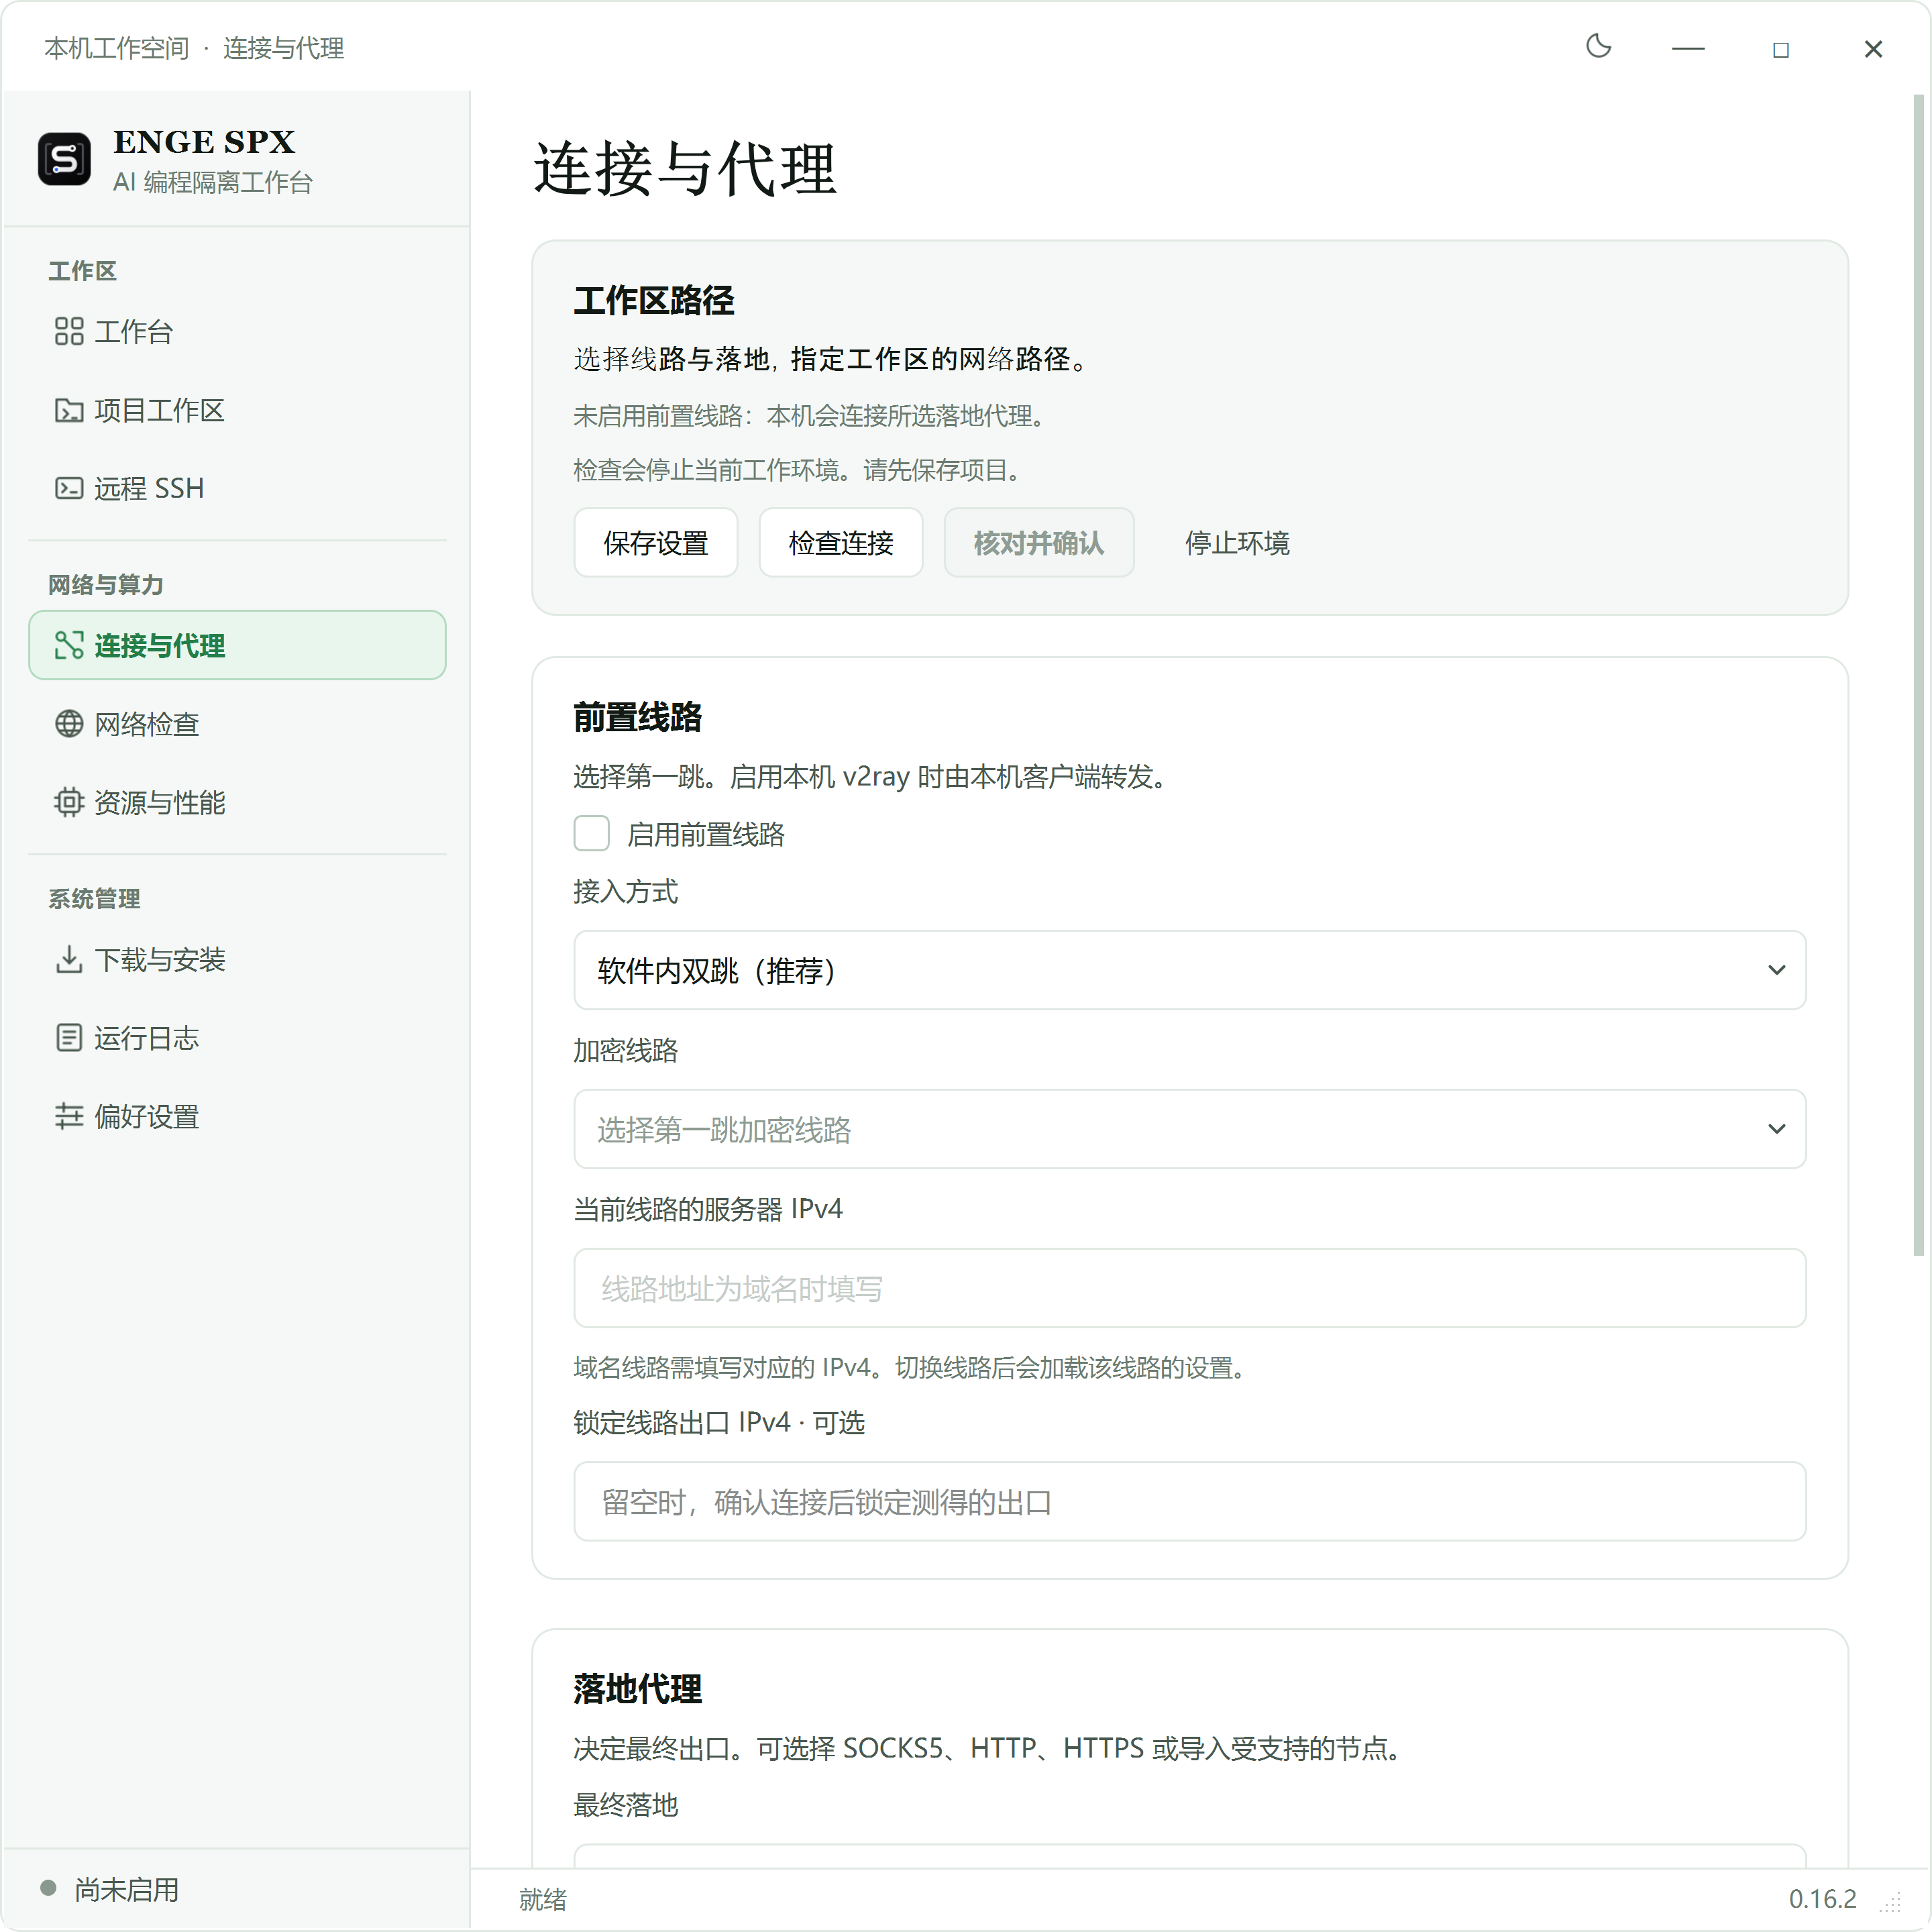 本机工作空间 · 连接与代理
ENGE SPX
AI 编程隔离工作台
工作区
工作台
项目工作区
远程 SSH
网络与算力
连接与代理
网络检查
资源与性能
系统管理
下载与安装
运行日志
偏好设置
尚未启用
连接与代理
工作区路径
选择线路与落地, 指定工作区的网络路径。
未启用前置线路：本机会连接所选落地代理。
检查会停止当前工作环境。请先保存项目。
保存设置 检查连接 核对并确认 停止环境
前置线路
选择第一跳。启用本机 v2ray 时由本机客户端转发。
启用前置线路
接入方式
软件内双跳（推荐）
加密线路
选择第一跳加密线路
当前线路的服务器 IPv4
线路地址为域名时填写
域名线路需填写对应的 IPv4。切换线路后会加载该线路的设置。
锁定线路出口 IPv4 · 可选
留空时，确认连接后锁定测得的出口
落地代理
决定最终出口。可选择 SOCKS5、HTTP、HTTPS 或导入受支持的节点。
最终落地
就绪
0.16.2